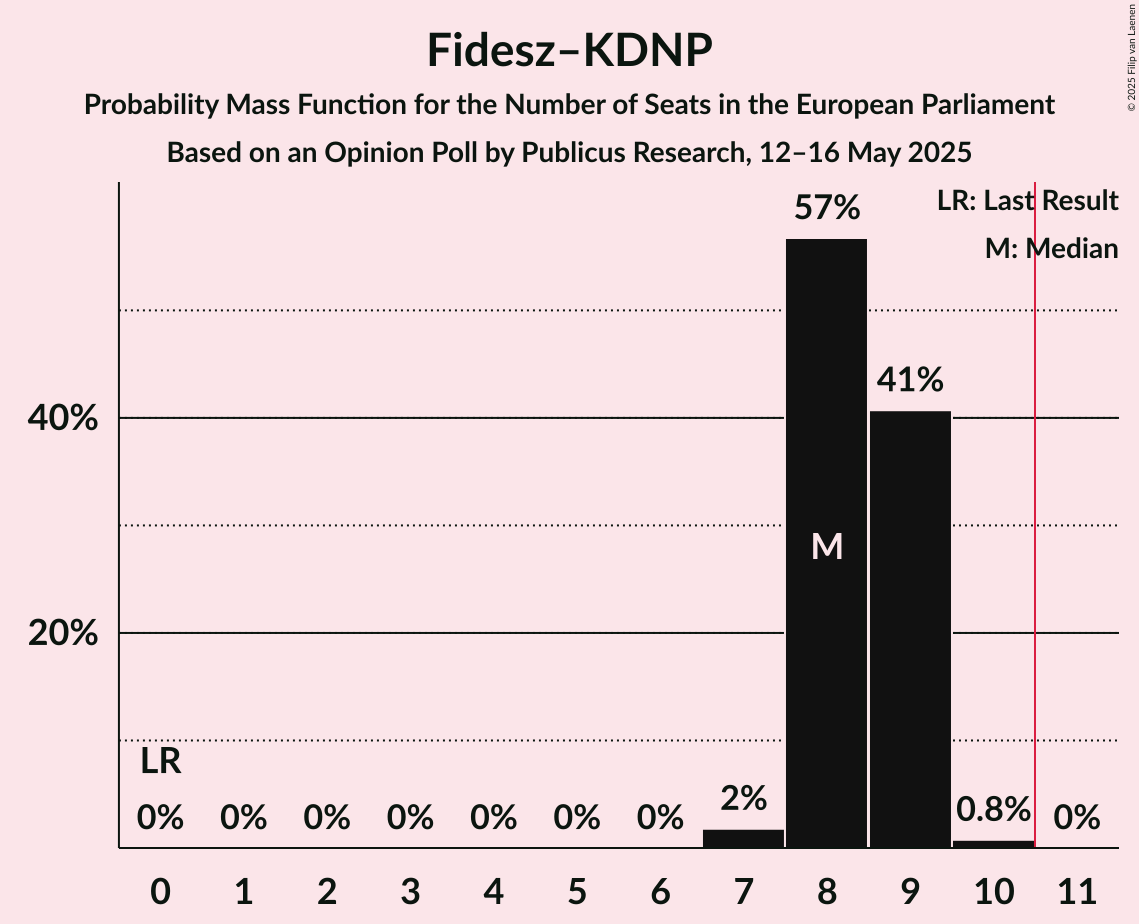 Fidesz–KDNP
Probability Mass Function for the Number of Seats in the European Parliament
Based on an Opinion Poll by Publicus Research, 12–16 May 2025
© 2025 Filip van Laenen
LR: Last Result
M: Median
57%
41%
40%
M
20%
LR
0% 0% 0% 0% 0% 0% 0% 2% 0.8% 0%
0 1 2 3 4 5 6 7 8 9 10 11